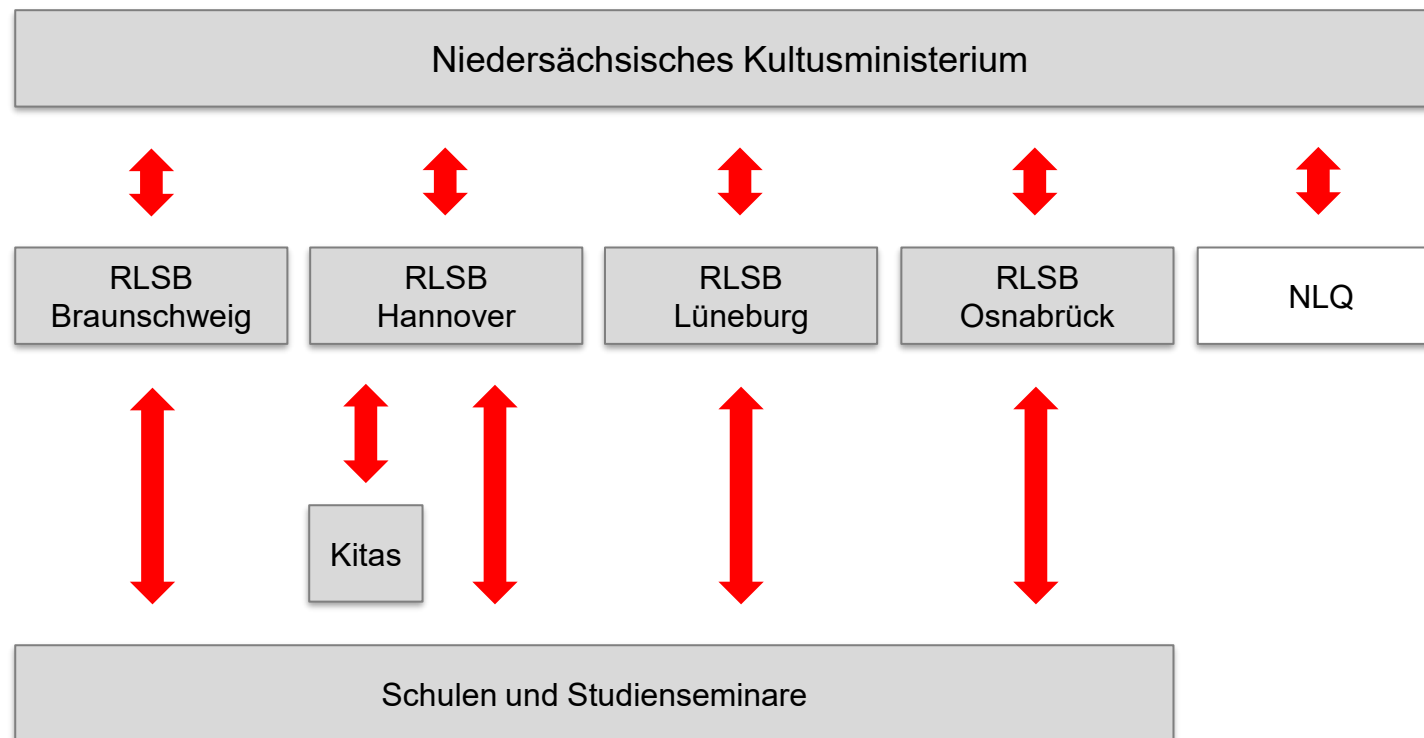 Niedersächsisches Kultusministerium
RLSB
Braunschweig
RLSB
Hannover
RLSB
Lüneburg
RLSB
Osnabrück
NLQ
Kitas
Schulen und Studienseminare